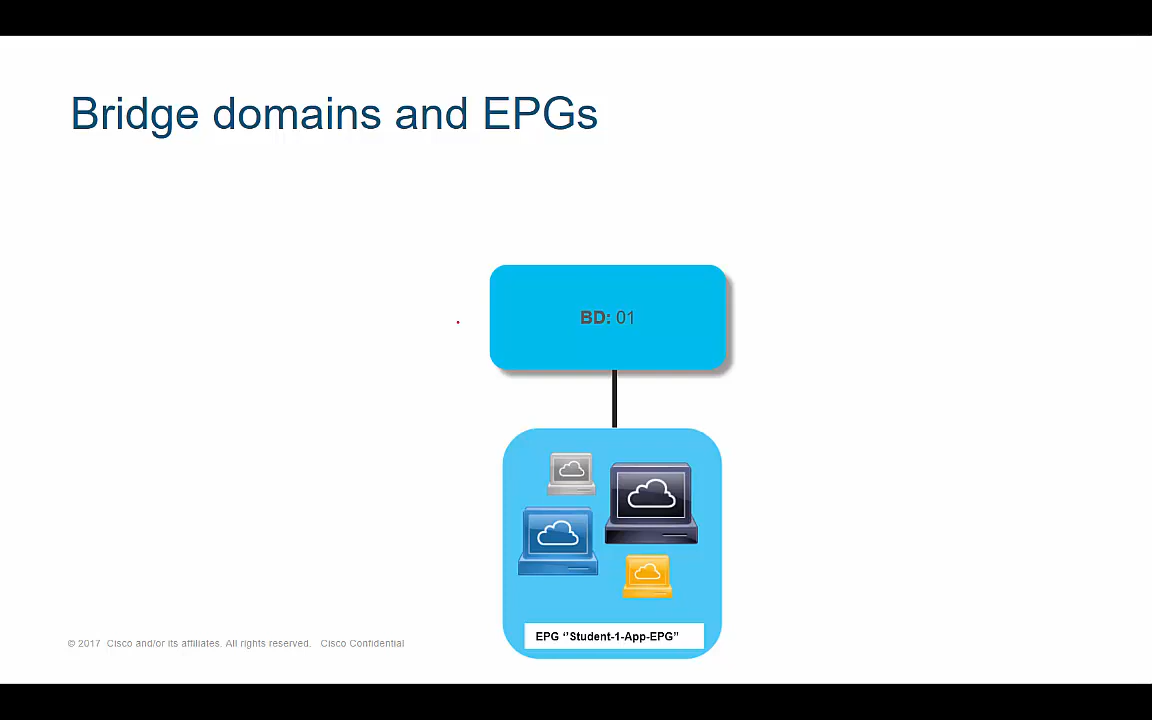 Bridge domains and EPGs
BD: 01
EPG ‘’Student-1-App-EPG”
© 2017 Cisco and/or its affiliates. All rights reserved. Cisco Confidential